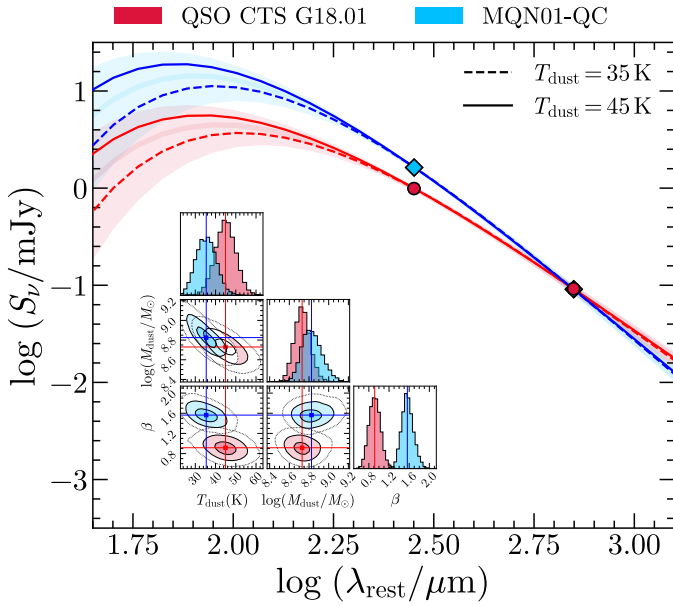 QSO CTS G18.01
MQN01-QC
T_dust = 35 K
T_dust = 45 K
log (S_ν/mJy)
1
0
−1
−2
−3
log(M_dust/M_⊙)
9.2
9.0
8.8
8.6
8.4
β
2.0
1.6
1.2
0.8
30 40 50 60
8.4 8.6 8.8 9.0 9.2
0.8 1.2 1.6 2.0
T_dust(K)
log(M_dust/M_⊙)
β
1.75 2.00 2.25 2.50 2.75 3.00
log (λ_rest/μm)